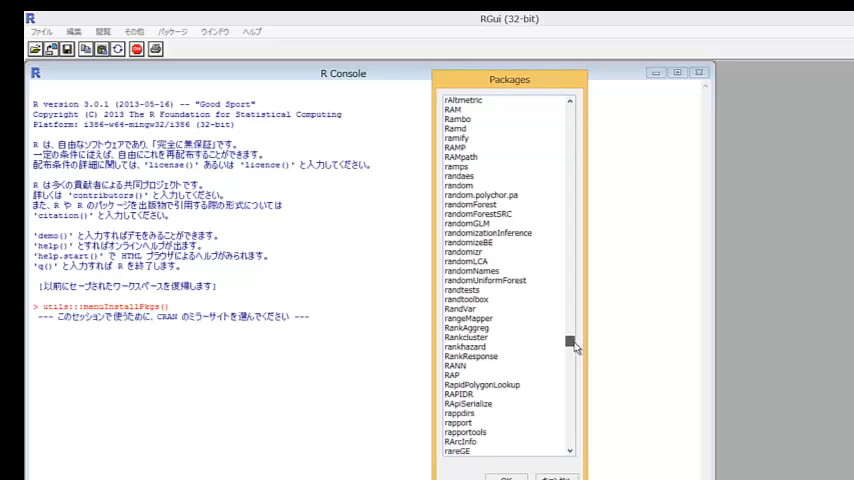 RGui (32-bit)
ファイル 編集 閲覧 その他 パッケージ ウインドウ ヘルプ
R Console
R version 3.0.1 (2013-05-16) -- "Good Sport"
Copyright (C) 2013 The R Foundation for Statistical Computing
Platform: i386-w64-mingw32/i386 (32-bit)
R は、自由なソフトウェアであり、「完全に無保証」です。
一定の条件に従えば、自由にこれを再配布することができます。
配布条件の詳細に関しては、'license()' あるいは 'licence()' と入力してください。
R は多くの貢献者による共同プロジェクトです。
詳しくは 'contributors()' と入力してください。
また、R や R のパッケージを出版物で引用する際の形式については
'citation()' と入力してください。
'demo()' と入力すればデモをみることができます。
'help()' とすればオンラインヘルプが出ます。
'help.start()' で HTML ブラウザによるヘルプがみられます。
'q()' と入力すれば R を終了します。
[以前にセーブされたワークスペースを復帰します]
> utils:::menuInstallPkgs()
--- このセッションで使うために、CRAN のミラーサイトを選んでください ---
Packages
rAltmetric
RAM
Rambo
Ramd
ramify
RAMP
RAMpath
ramps
randaes
random
random.polychor.pa
randomForest
randomForestSRC
randomGLM
randomizationInference
randomizeBE
randomizr
randomLCA
randomNames
randomUniformForest
randtests
randtoolbox
RandVar
rangeMapper
RankAggreg
Rankcluster
rankhazard
RankResponse
RANN
RAP
RapidPolygonLookup
RAPIDR
RApiSerialize
rappdirs
rapport
rapportools
RArcInfo
rareGE